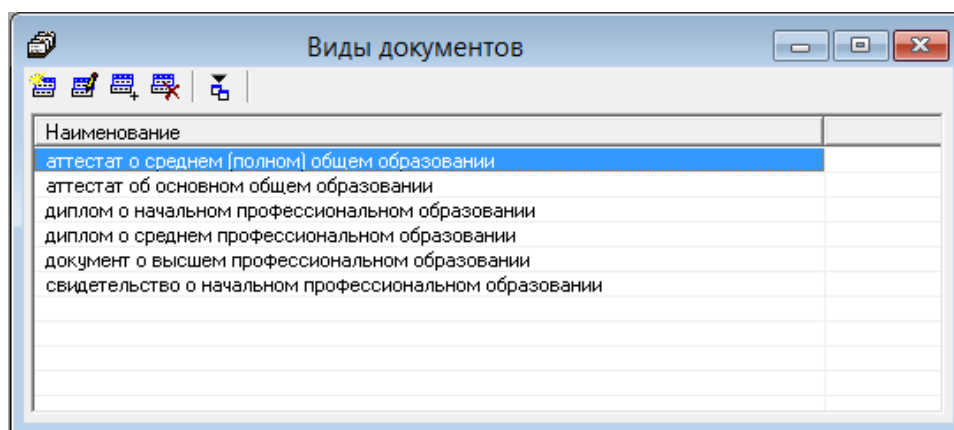 Виды документов
Наименование
аттестат о среднем (полном) общем образовании
аттестат об основном общем образовании
диплом о начальном профессиональном образовании
диплом о среднем профессиональном образовании
документ о высшем профессиональном образовании
свидетельство о начальном профессиональном образовании